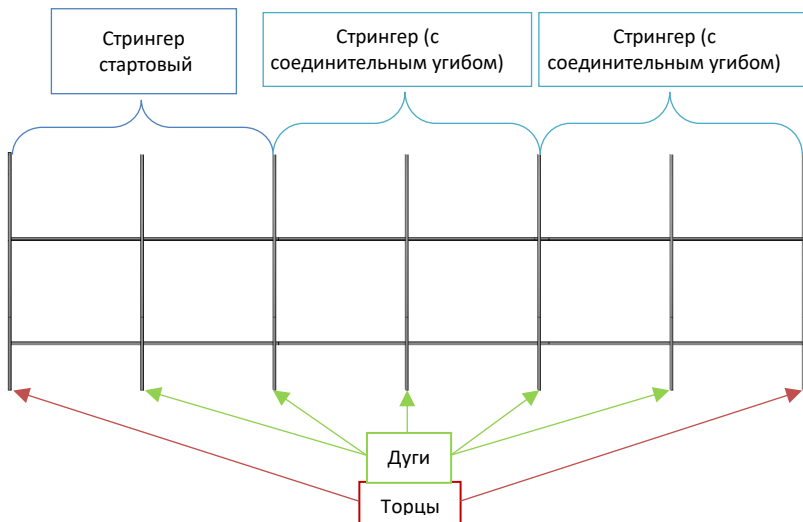 Стрингер
стартовый
Стрингер (с
соединительным угибом)
Стрингер (с
соединительным угибом)
Дуги
Торцы